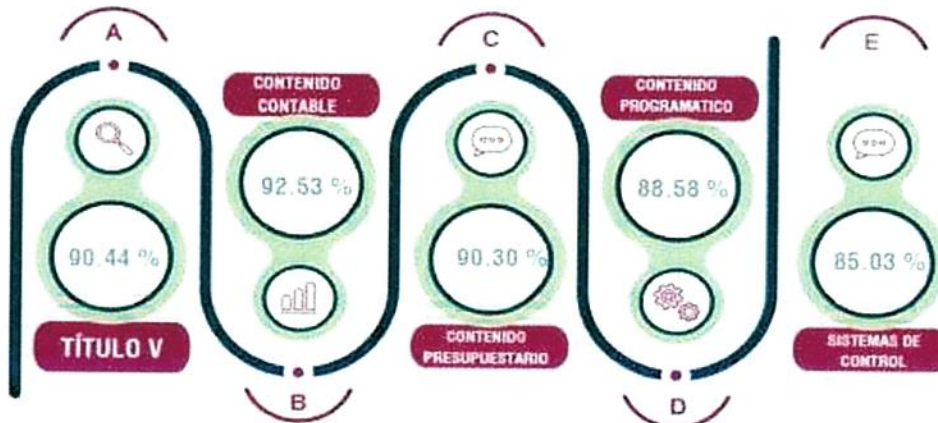 A
90.44 %
TÍTULO V
CONTENIDO
CONTABLE
92.53 %
B
C
90.30 %
CONTENIDO
PRESUPUESTARIO
CONTENIDO
PROGRAMATICO
88.58 %
D
E
85.03 %
SISTEMAS DE
CONTROL